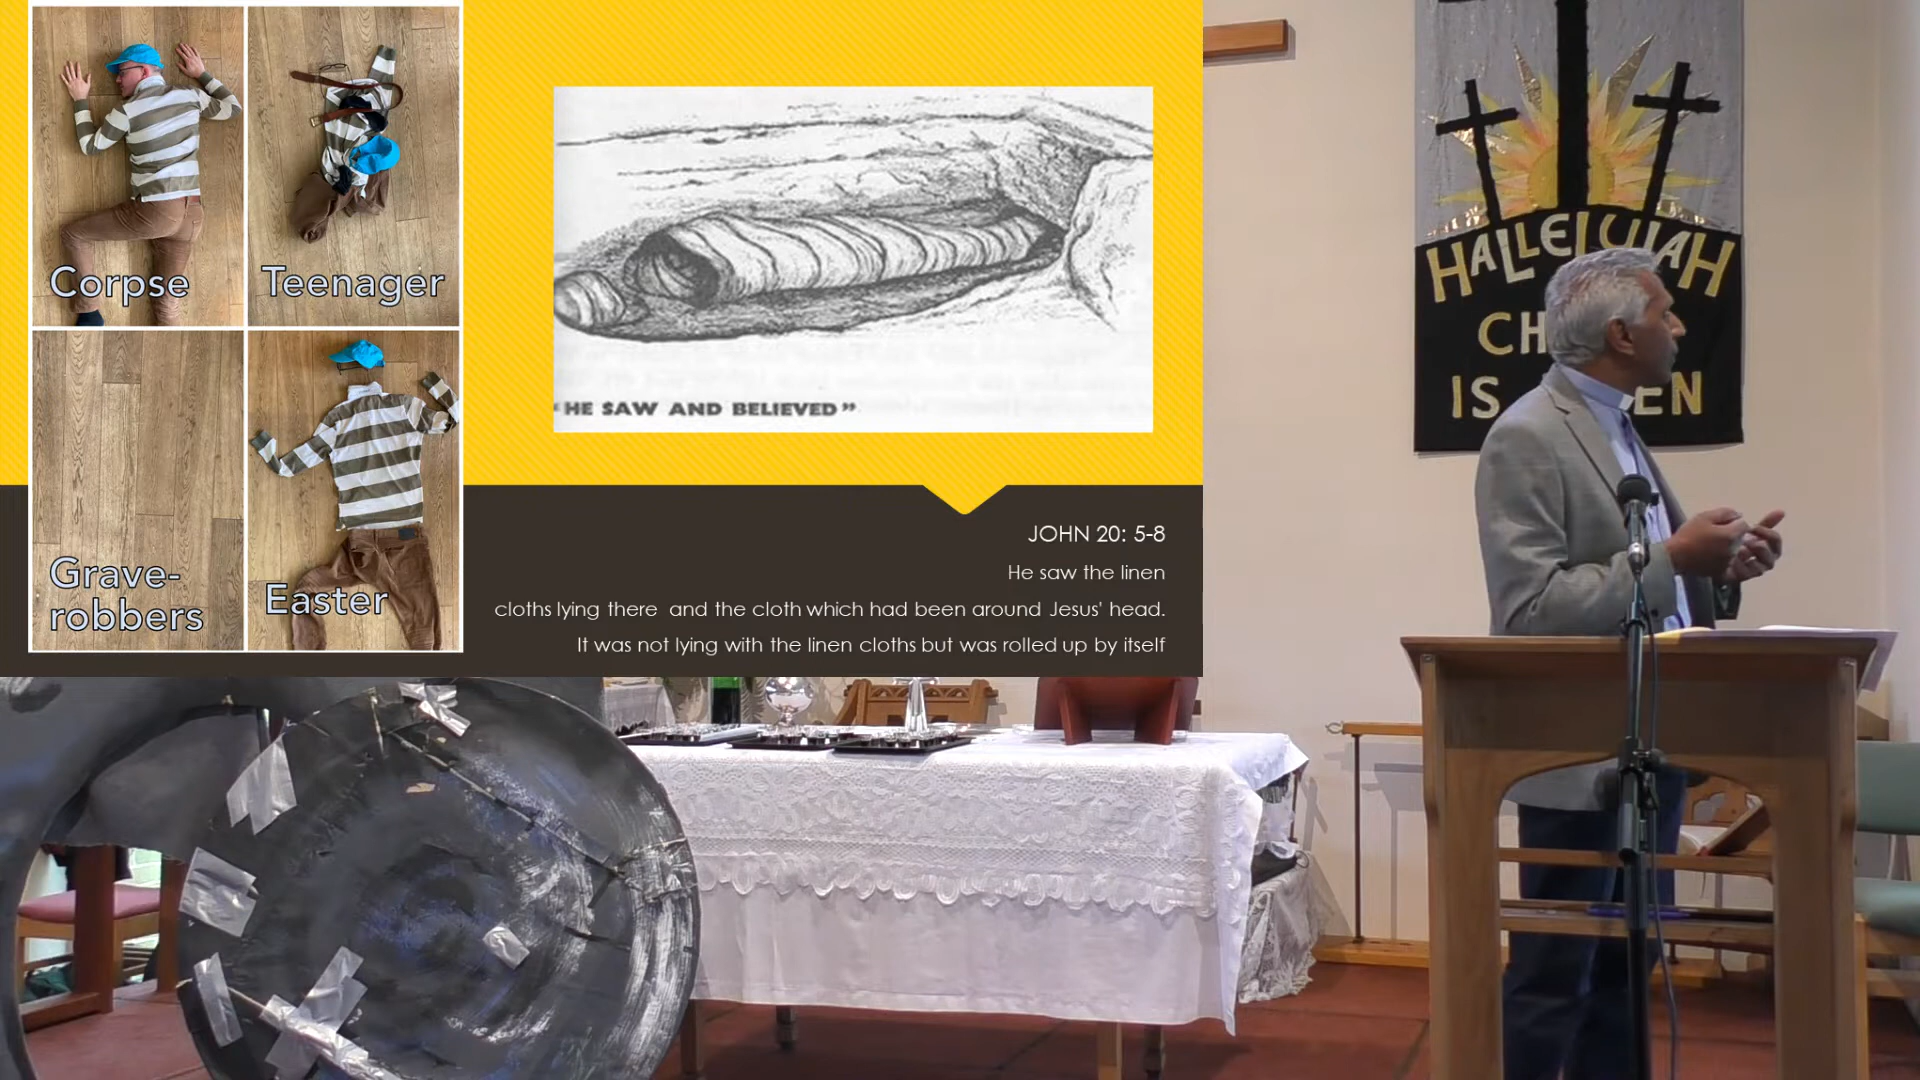 Corpse
Teenager
Grave-
robbers
Easter
HE SAW AND BELIEVED"
JOHN 20: 5-8
He saw the linen
cloths lying there and the cloth which had been around Jesus' head.
It was not lying with the linen cloths but was rolled up by itself
HALLELUJAH
CH
IS EN